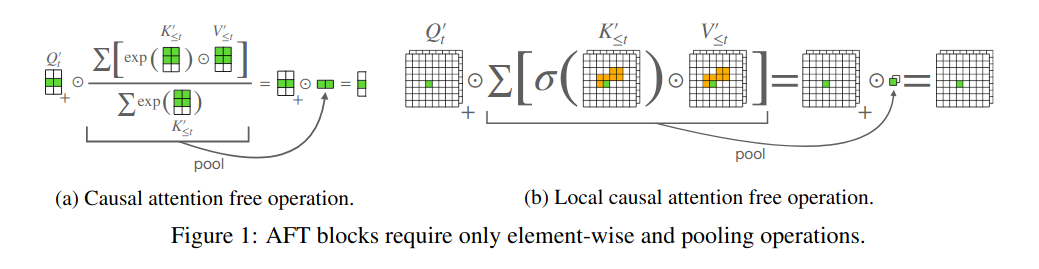 K'≤t V'≤t
Q't ⊙ ∑[exp( ) ⊙ ] = ⊙ =
+ ∑exp( ) +
K'≤t
pool
(a) Causal attention free operation.
Q't K'≤t V'≤t
⊙ ∑[σ( ) ⊙ ] = ⊙ =
+ +
pool
(b) Local causal attention free operation.
Figure 1: AFT blocks require only element-wise and pooling operations.